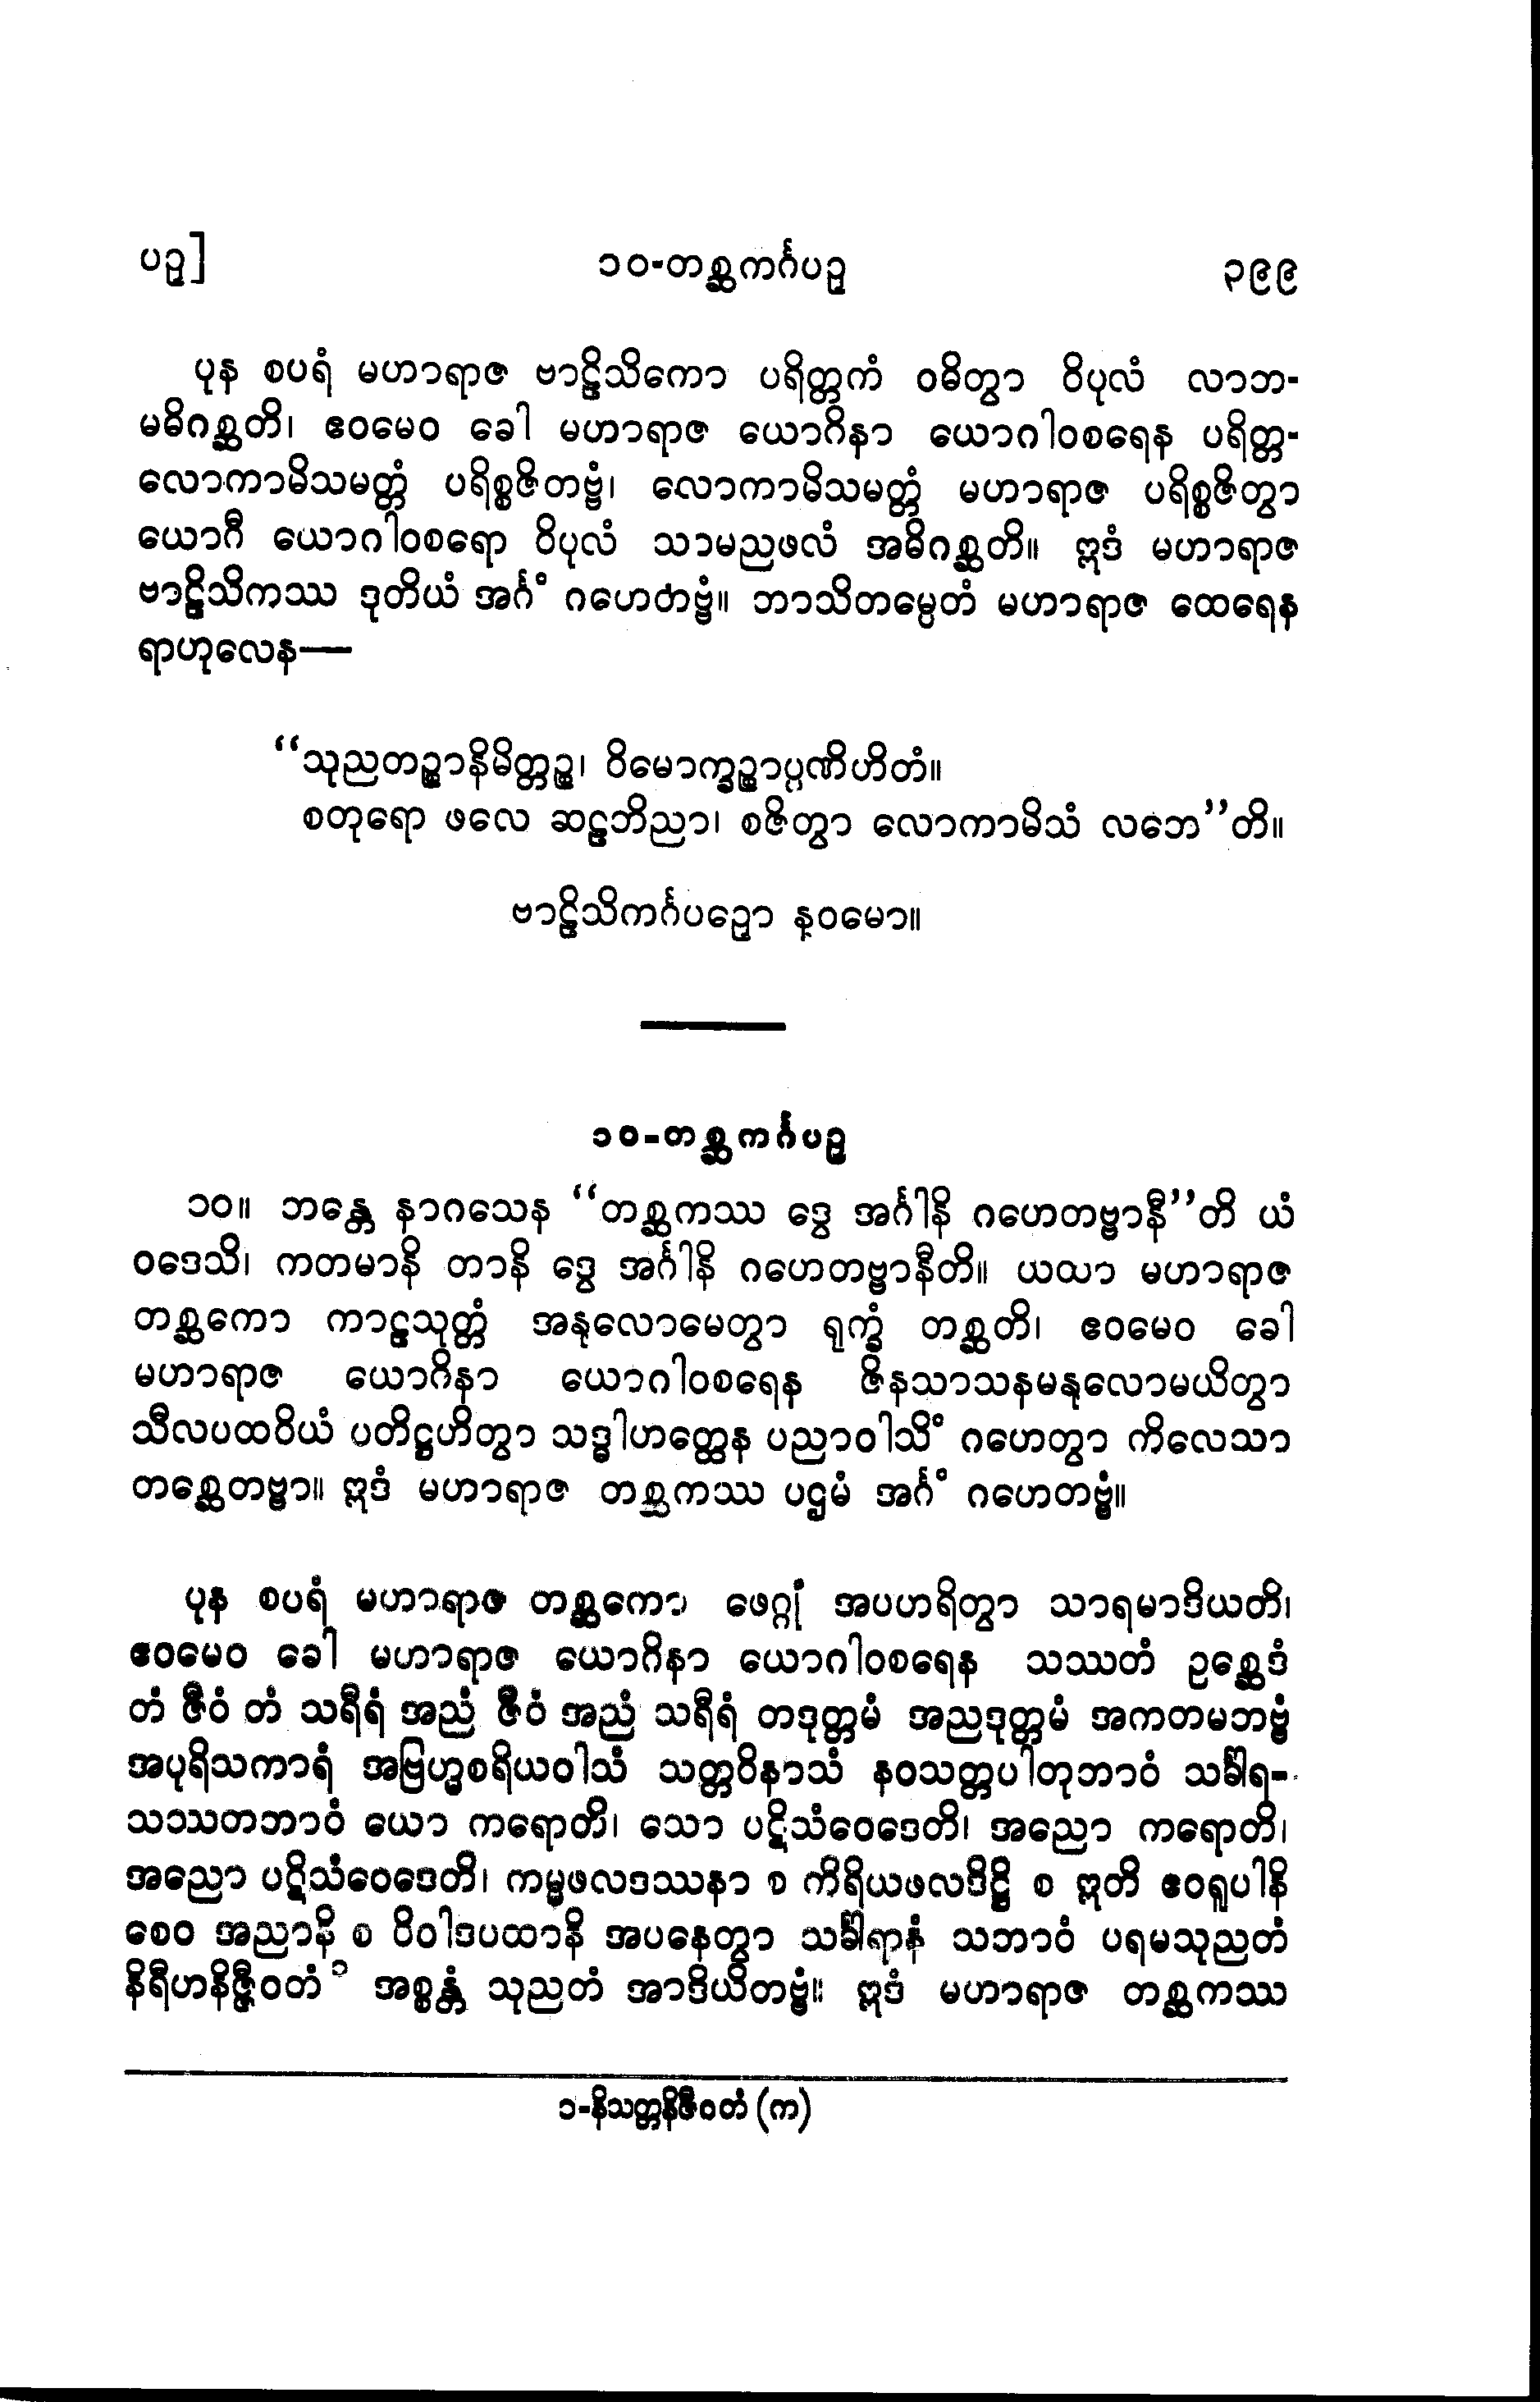 ပဉှ]
၁၀-တစ္ဆကင်္ဂပဉှ
၃၉၉
ပုန စပရံ မဟာရာဇ ဗာဠိသိကော ပရိတ္တကံ ဝဓိတွာ ဝိပုလံ လာဘ-
မဓိဂစ္ဆတိ၊ ဧဝမေဝ ခေါ မဟာရာဇ ယောဂိနာ ယောဂါဝစရေန ပရိတ္တ-
လောကာမိသမတ္တံ ပရိစ္စဇိတဗ္ဗံ၊ လောကာမိသမတ္တံ မဟာရာဇ ပရိစ္စဇိတွာ
ယောဂီ ယောဂါဝစရော ဝိပုလံ သာမညဖလံ အဓိဂစ္ဆတိ။ ဣဒံ မဟာရာဇ
ဗာဠိသိကဿ ဒုတိယံ အင်္ဂံ ဂဟေတဗ္ဗံ။ ဘာသိတမ္ပေတံ မဟာရာဇ ထေရေန
ရာဟုလေန—
“သုညတဉ္စာနိမိတ္တဉ္စ၊ ဝိမောက္ခဉ္စာပ္ပဏိဟိတံ။
စတုရော ဖလေ ဆဠဘိညာ၊ စဇိတွာ လောကာမိသံ လဘေ”တိ။
ဗာဠိသိကင်္ဂပဉှော နဝမော။
၁၀-တစ္ဆကင်္ဂပဉှ
၁၀။ ဘန္တေ နာဂသေန “တစ္ဆကဿ ဒွေ အင်္ဂါနိ ဂဟေတဗ္ဗာနီ”တိ ယံ
ဝဒေသိ၊ ကတမာနိ တာနိ ဒွေ အင်္ဂါနိ ဂဟေတဗ္ဗာနီတိ။ ယထာ မဟာရာဇ
တစ္ဆကော ကာဠသုတ္တံ အနုလောမေတွာ ရုက္ခံ တစ္ဆတိ၊ ဧဝမေဝ ခေါ
မဟာရာဇ ယောဂိနာ ယောဂါဝစရေန ဇိနသာသနမနုလောမယိတွာ
သီလပထဝိယံ ပတိဋ္ဌဟိတွာ သဒ္ဓါဟတ္ထေန ပညာဝါသိံ ဂဟေတွာ ကိလေသာ
တစ္ဆေတဗ္ဗာ။ ဣဒံ မဟာရာဇ တစ္ဆကဿ ပဌမံ အင်္ဂံ ဂဟေတဗ္ဗံ။
ပုန စပရံ မဟာရာဇ တစ္ဆကော ဖေဂ္ဂုံ အပဟရိတွာ သာရမာဒိယတိ၊
ဧဝမေဝ ခေါ မဟာရာဇ ယောဂိနာ ယောဂါဝစရေန သဿတံ ဥစ္ဆေဒံ
တံ ဇီဝံ တံ သရီရံ အညံ ဇီဝံ အညံ သရီရံ တဒုတ္တမံ အညဒုတ္တမံ အကတမဘဗ္ဗံ
အပုရိသကာရံ အဗြဟ္မစရိယဝါသံ သတ္တဝိနာသံ နဝသတ္တပါတုဘာဝံ သင်္ခါရ-
သဿတဘာဝံ ယော ကရောတိ၊ သော ပဋိသံဝေဒေတိ၊ အညော ကရောတိ၊
အညော ပဋိသံဝေဒေတိ၊ ကမ္မဖလဒဿနာ စ ကိရိယဖလဒိဋ္ဌိ စ ဣတိ ဧဝရူပါနိ
စေဝ အညာနိ စ ဝိဝါဒပထာနိ အပနေတွာ သင်္ခါရာနံ သဘာဝံ ပရမသုညတံ
နိရီဟနိဇ္ဇီဝတံ၁ အစ္စန္တံ သုညတံ အာဒိယိတဗ္ဗံ။ ဣဒံ မဟာရာဇ တစ္ဆကဿ
၁-နိသတ္တနိဇီဝတံ (က)